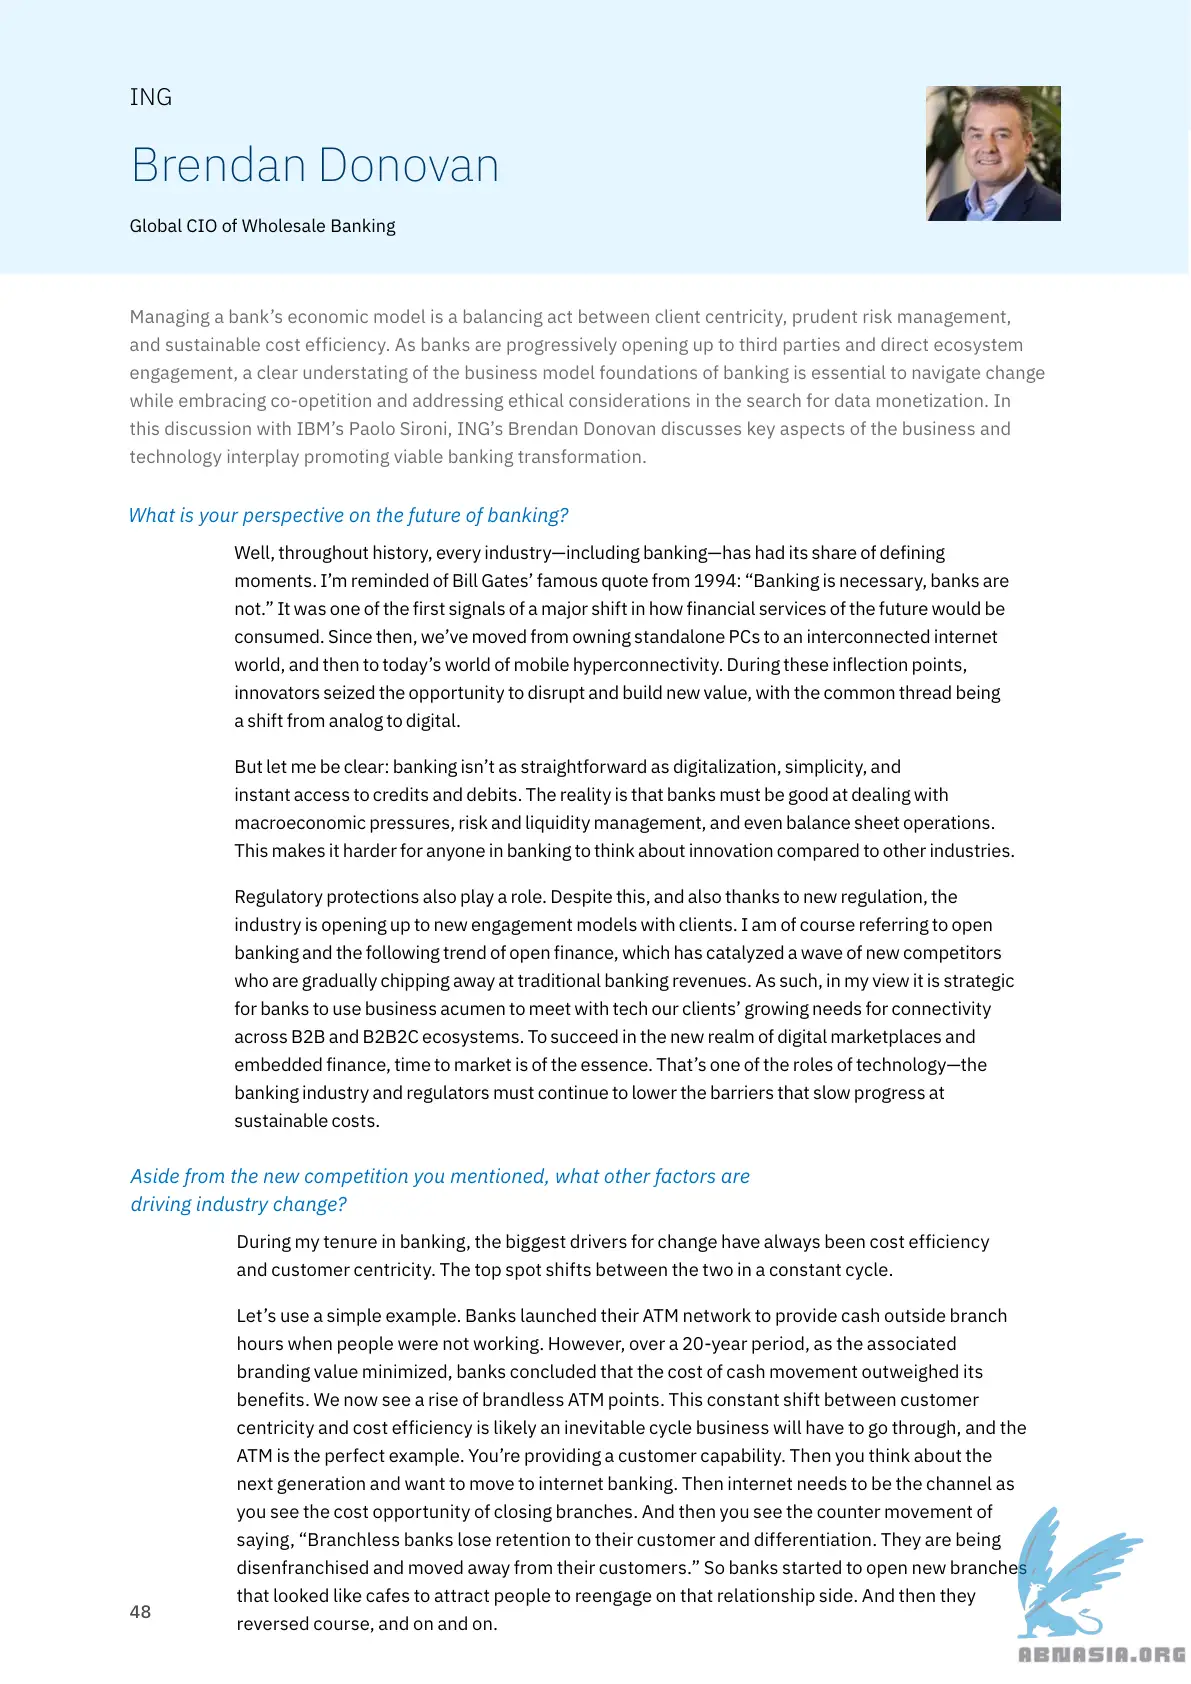 ING
Brendan Donovan
Global CIO of Wholesale Banking
Managing a bank’s economic model is a balancing act between client centricity, prudent risk management,
and sustainable cost efficiency. As banks are progressively opening up to third parties and direct ecosystem
engagement, a clear understating of the business model foundations of banking is essential to navigate change
while embracing co-opetition and addressing ethical considerations in the search for data monetization. In
this discussion with IBM’s Paolo Sironi, ING’s Brendan Donovan discusses key aspects of the business and
technology interplay promoting viable banking transformation.
What is your perspective on the future of banking?
Well, throughout history, every industry—including banking—has had its share of defining
moments. I’m reminded of Bill Gates’ famous quote from 1994: “Banking is necessary, banks are
not.” It was one of the first signals of a major shift in how financial services of the future would be
consumed. Since then, we’ve moved from owning standalone PCs to an interconnected internet
world, and then to today’s world of mobile hyperconnectivity. During these inflection points,
innovators seized the opportunity to disrupt and build new value, with the common thread being
a shift from analog to digital.
But let me be clear: banking isn’t as straightforward as digitalization, simplicity, and
instant access to credits and debits. The reality is that banks must be good at dealing with
macroeconomic pressures, risk and liquidity management, and even balance sheet operations.
This makes it harder for anyone in banking to think about innovation compared to other industries.
Regulatory protections also play a role. Despite this, and also thanks to new regulation, the
industry is opening up to new engagement models with clients. I am of course referring to open
banking and the following trend of open finance, which has catalyzed a wave of new competitors
who are gradually chipping away at traditional banking revenues. As such, in my view it is strategic
for banks to use business acumen to meet with tech our clients’ growing needs for connectivity
across B2B and B2B2C ecosystems. To succeed in the new realm of digital marketplaces and
embedded finance, time to market is of the essence. That’s one of the roles of technology—the
banking industry and regulators must continue to lower the barriers that slow progress at
sustainable costs.
Aside from the new competition you mentioned, what other factors are
driving industry change?
During my tenure in banking, the biggest drivers for change have always been cost efficiency
and customer centricity. The top spot shifts between the two in a constant cycle.
Let’s use a simple example. Banks launched their ATM network to provide cash outside branch
hours when people were not working. However, over a 20-year period, as the associated
branding value minimized, banks concluded that the cost of cash movement outweighed its
benefits. We now see a rise of brandless ATM points. This constant shift between customer
centricity and cost efficiency is likely an inevitable cycle business will have to go through, and the
ATM is the perfect example. You’re providing a customer capability. Then you think about the
next generation and want to move to internet banking. Then internet needs to be the channel as
you see the cost opportunity of closing branches. And then you see the counter movement of
saying, “Branchless banks lose retention to their customer and differentiation. They are being
disenfranchised and moved away from their customers.” So banks started to open new branches
that looked like cafes to attract people to reengage on that relationship side. And then they
reversed course, and on and on.
48
ABNASIA.ORG